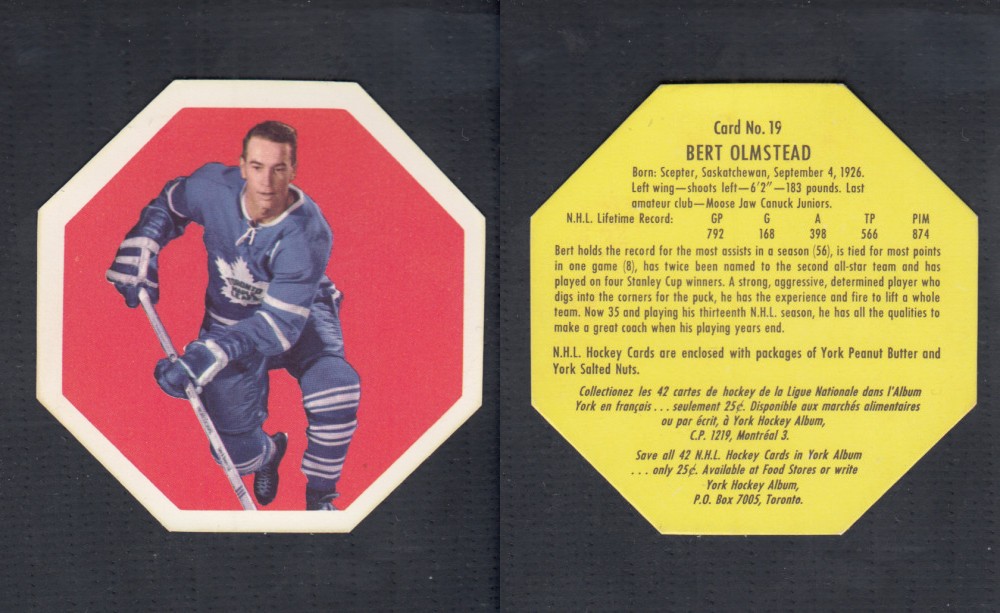 TORONTO
Card No. 19
BERT OLMSTEAD
Born: Scepter, Saskatchewan, September 4, 1926.
Left wing—shoots left—6'2"—183 pounds. Last
amateur club—Moose Jaw Canuck Juniors.
N.H.L. Lifetime Record: GP G A TP PIM
792 168 398 566 874
Bert holds the record for the most assists in a season (56), is tied for most points
in one game (8), has twice been named to the second all-star team and has
played on four Stanley Cup winners. A strong, aggressive, determined player who
digs into the corners for the puck, he has the experience and fire to lift a whole
team. Now 35 and playing his thirteenth N.H.L. season, he has all the qualities to
make a great coach when his playing years end.
N.H.L. Hockey Cards are enclosed with packages of York Peanut Butter and
York Salted Nuts.
Collectionez les 42 cartes de hockey de la Ligue Nationale dans l'Album
York en français . . . seulement 25¢. Disponible aux marchés alimentaires
ou par écrit, à York Hockey Album,
C.P. 1219, Montréal 3.
Save all 42 N.H.L. Hockey Cards in York Album
. . . only 25¢. Available at Food Stores or write
York Hockey Album,
P.O. Box 7005, Toronto.